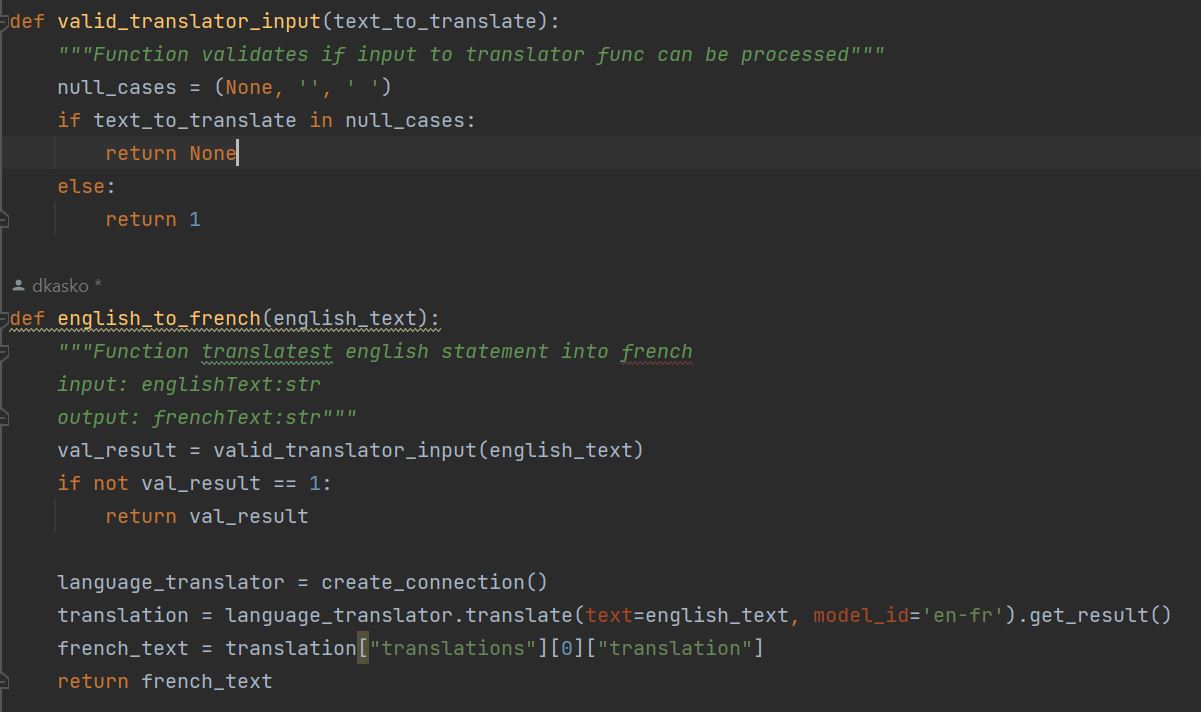 def valid_translator_input(text_to_translate):
    """Function validates if input to translator func can be processed"""
    null_cases = (None, '', ' ')
    if text_to_translate in null_cases:
        return None
    else:
        return 1
dkasko *
def english_to_french(english_text):
    """Function translatest english statement into french
    input: englishText:str
    output: frenchText:str"""
    val_result = valid_translator_input(english_text)
    if not val_result == 1:
        return val_result
    language_translator = create_connection()
    translation = language_translator.translate(text=english_text, model_id='en-fr').get_result()
    french_text = translation["translations"][0]["translation"]
    return french_text